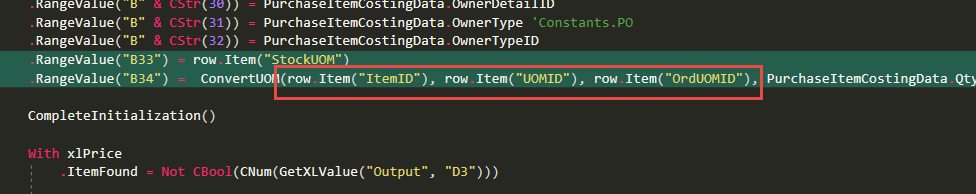 .RangeValue("B" & CStr(30)) = PurchaseItemCostingData.OwnerDetailID
.RangeValue("B" & CStr(31)) = PurchaseItemCostingData.OwnerType 'Constants.PO
.RangeValue("B" & CStr(32)) = PurchaseItemCostingData.OwnerTypeID
.RangeValue("B33") = row.Item("StockUOM")
.RangeValue("B34") =  ConvertUOM(row.Item("ItemID"), row.Item("UOMID"), row.Item("OrdUOMID"), PurchaseItemCostingData.Qty
CompleteInitialization()
With xlPrice
.ItemFound = Not CBool(CNum(GetXLValue("Output", "D3")))